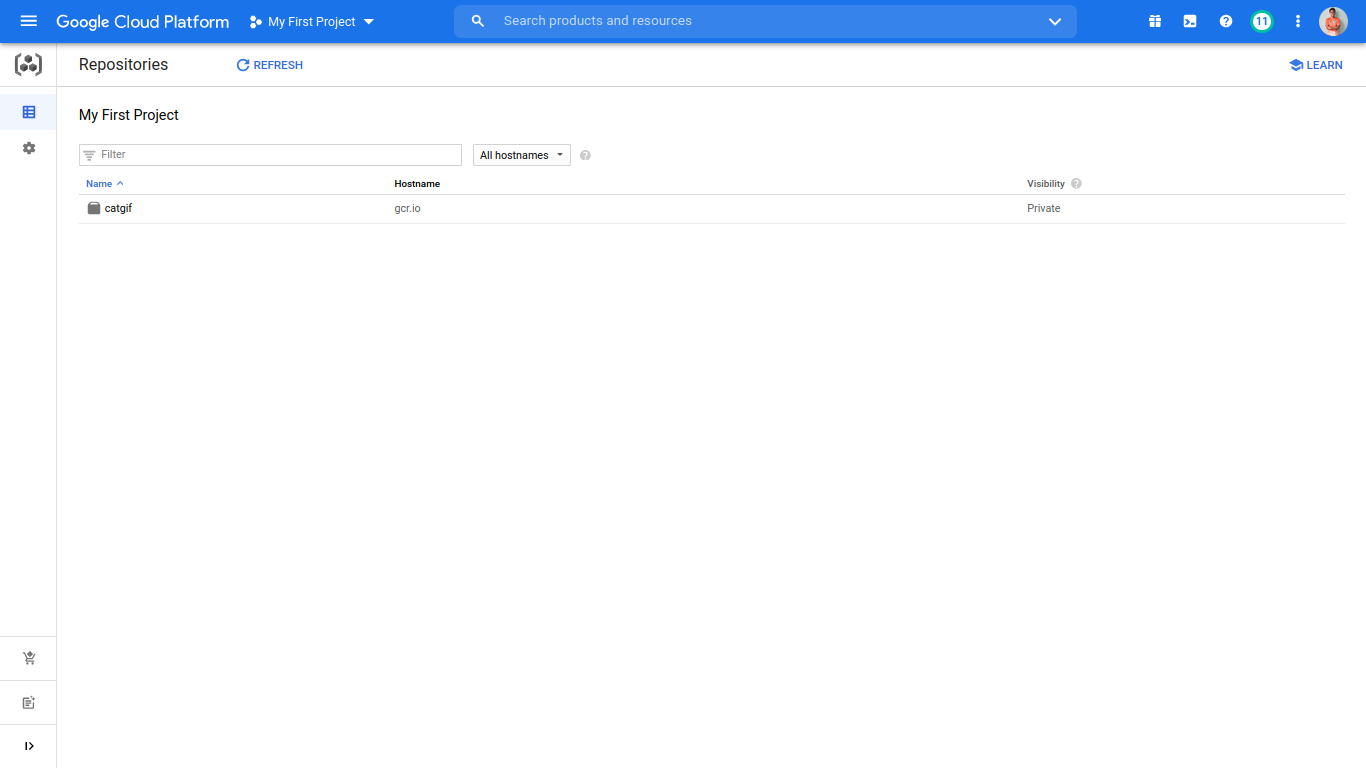 Google Cloud Platform My First Project Search products and resources 11
Repositories REFRESH LEARN
My First Project
Filter All hostnames
Name Hostname Visibility
catgif gcr.io Private